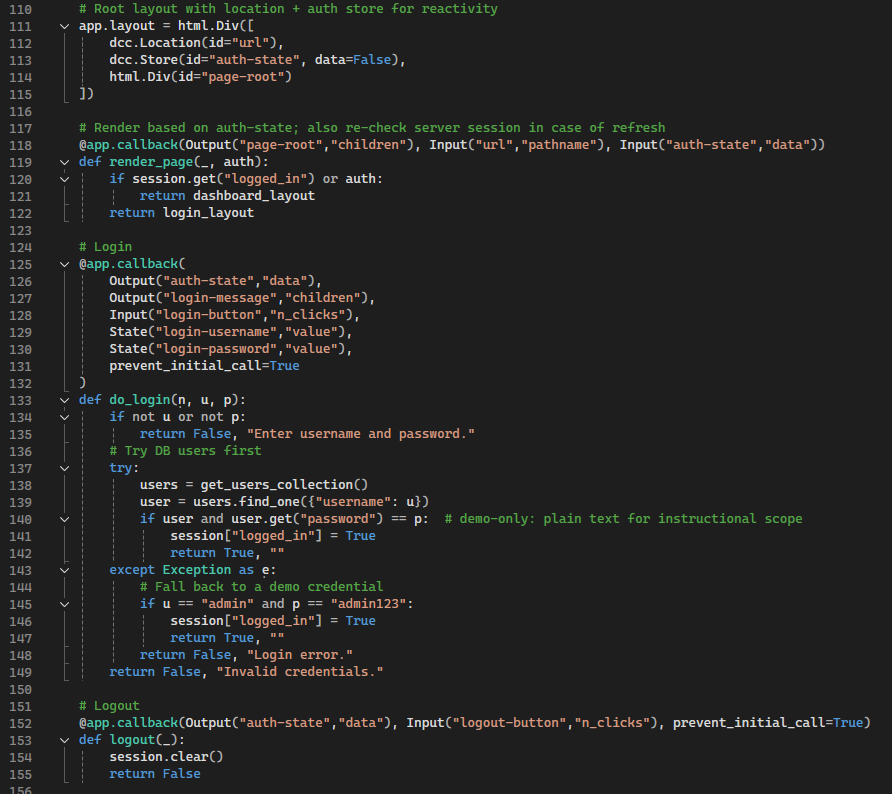 110 # Root layout with location + auth store for reactivity
111 app.layout = html.Div([
112     dcc.Location(id="url"),
113     dcc.Store(id="auth-state", data=False),
114     html.Div(id="page-root")
115 ])
116
117 # Render based on auth-state; also re-check server session in case of refresh
118 @app.callback(Output("page-root","children"), Input("url","pathname"), Input("auth-state","data"))
119 def render_page(_, auth):
120     if session.get("logged_in") or auth:
121         return dashboard_layout
122     return login_layout
123
124 # Login
125 @app.callback(
126     Output("auth-state","data"),
127     Output("login-message","children"),
128     Input("login-button","n_clicks"),
129     State("login-username","value"),
130     State("login-password","value"),
131     prevent_initial_call=True
132 )
133 def do_login(n, u, p):
134     if not u or not p:
135         return False, "Enter username and password."
136     # Try DB users first
137     try:
138         users = get_users_collection()
139         user = users.find_one({"username": u})
140         if user and user.get("password") == p:  # demo-only: plain text for instructional scope
141             session["logged_in"] = True
142             return True, ""
143     except Exception as e:
144         # Fall back to a demo credential
145         if u == "admin" and p == "admin123":
146             session["logged_in"] = True
147             return True, ""
148         return False, "Login error."
149     return False, "Invalid credentials."
150
151 # Logout
152 @app.callback(Output("auth-state","data"), Input("logout-button","n_clicks"), prevent_initial_call=True)
153 def logout(_):
154     session.clear()
155     return False
156